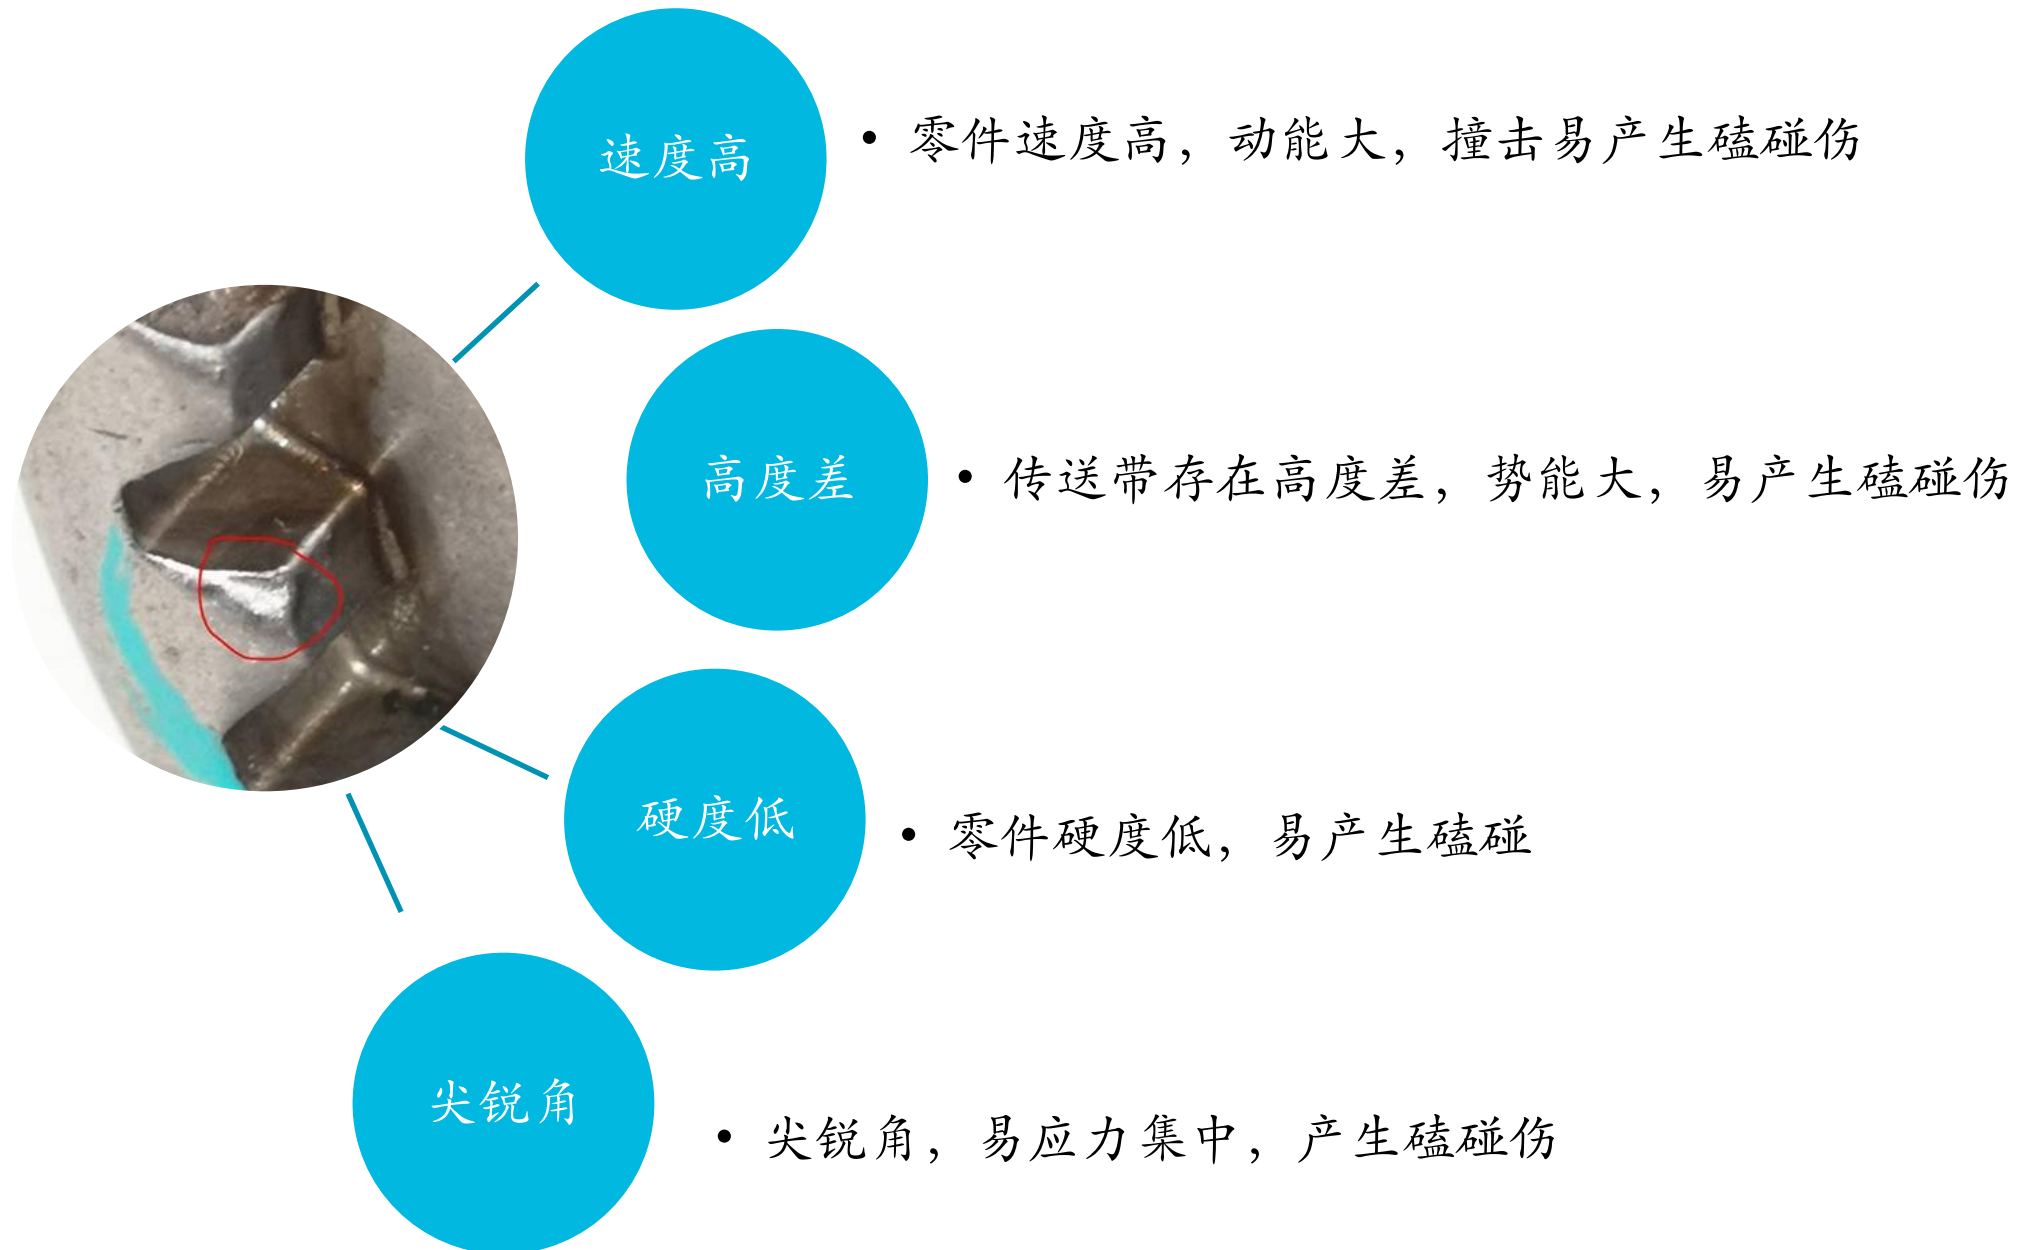 速度高
• 零件速度高，动能大，撞击易产生磕碰伤
高度差
• 传送带存在高度差，势能大，易产生磕碰伤
硬度低
• 零件硬度低，易产生磕碰
尖锐角
• 尖锐角，易应力集中，产生磕碰伤